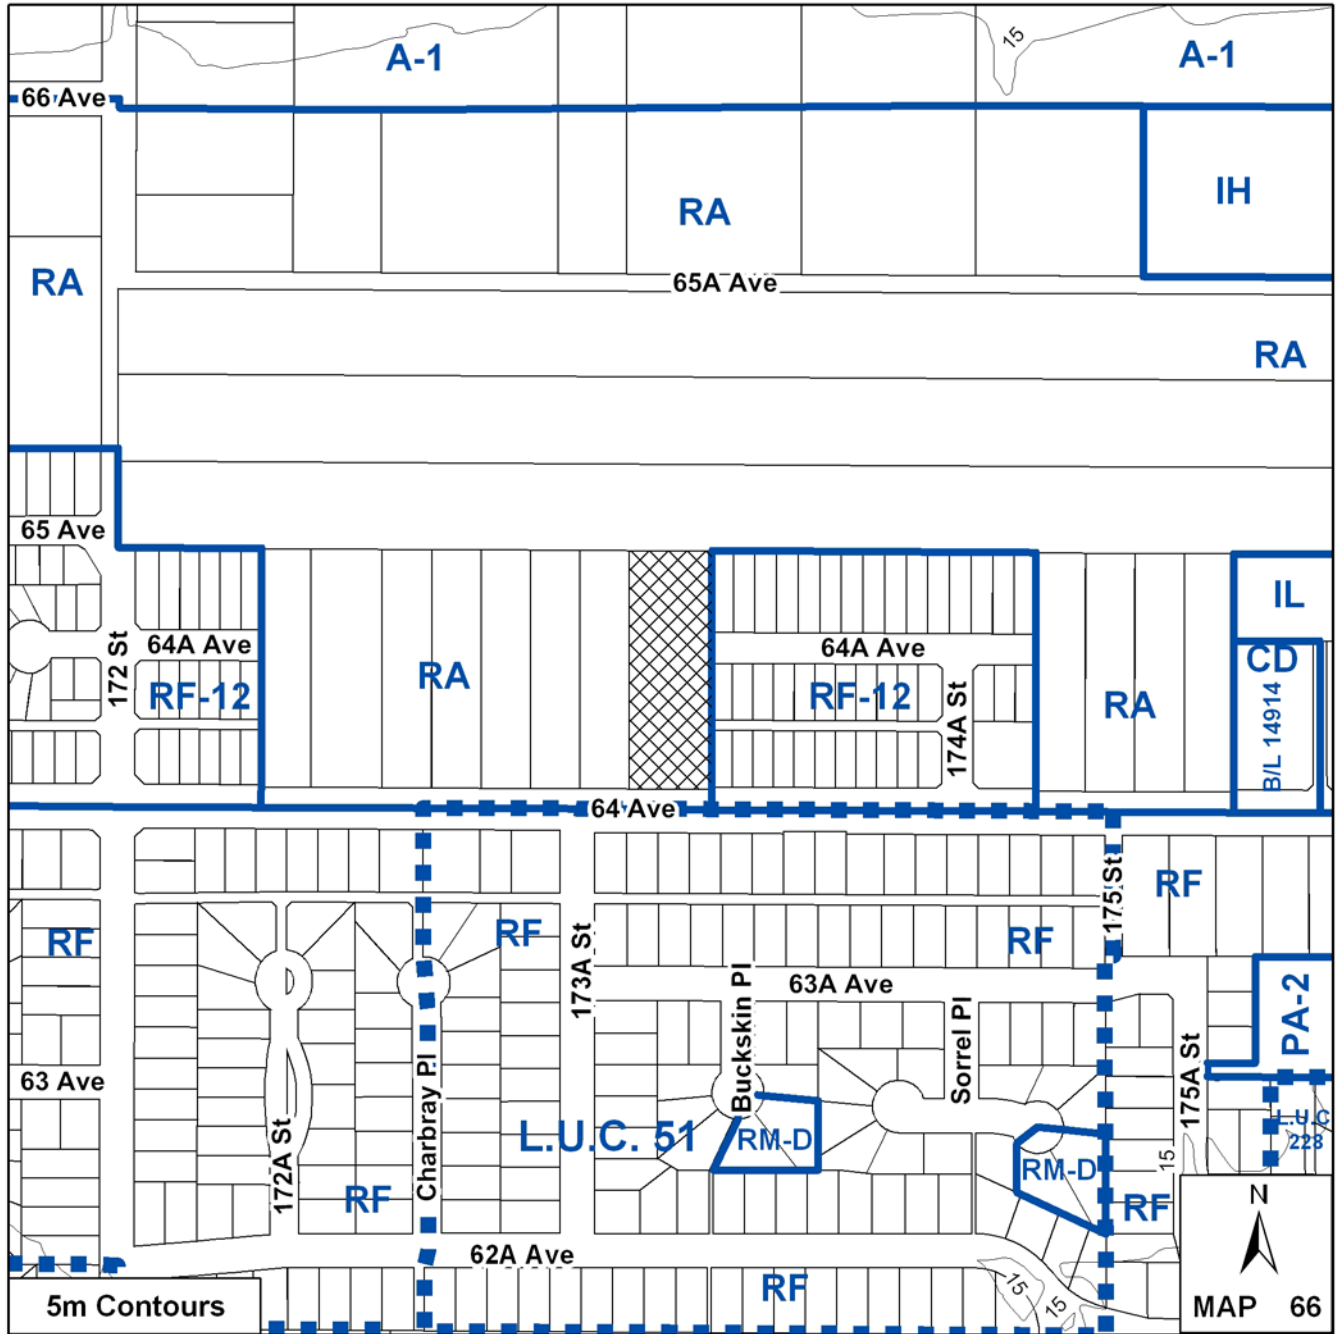 15
A-1
A-1
66 Ave
IH
RA
RA
65A Ave
RA
65 Ave
IL
172 St
64A Ave
64A Ave
CD
RA
RF-12
RF-12
174A St
RA
B/L 14914
64 Ave
175 St
RF
RF
RF
RF
173A St
63A Ave
Buckskin Pl
Sorrel Pl
PA-2
63 Ave
Charbray Pl
175A St
L.U.C. 51
RM-D
L.U.C
228
172A St
15
RM-D
RF
RF
N
62A Ave
RF
15
15
5m Contours
MAP 66